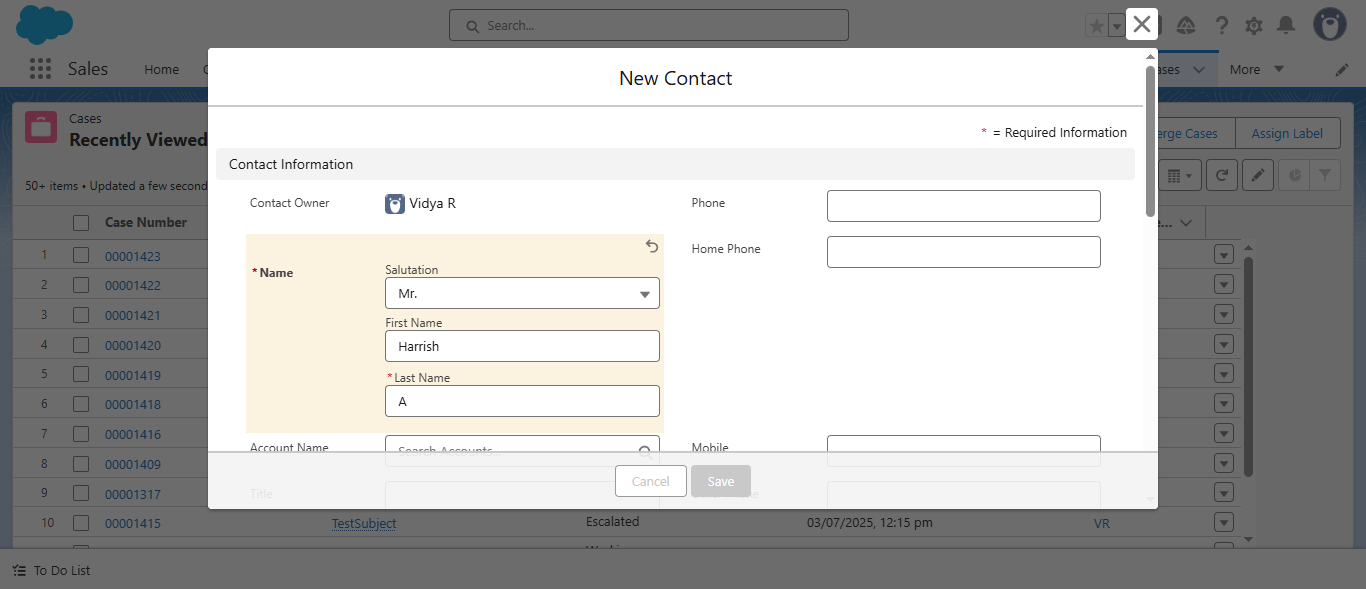 Search...
Sales
Home
ases
More
New Contact
* = Required Information
Contact Information
Contact Owner
Vidya R
Phone
Home Phone
* Name
Salutation
Mr.
First Name
Harrish
* Last Name
A
Account Name
Search Accounts
Mobile
Title
Cancel
Save
Cases
Recently Viewed
erge Cases
Assign Label
50+ items • Updated a few second
Case Number
1 00001423
2 00001422
3 00001421
4 00001420
5 00001419
6 00001418
7 00001416
8 00001409
9 00001317
10 00001415 TestSubject Escalated 03/07/2025, 12:15 pm VR
To Do List